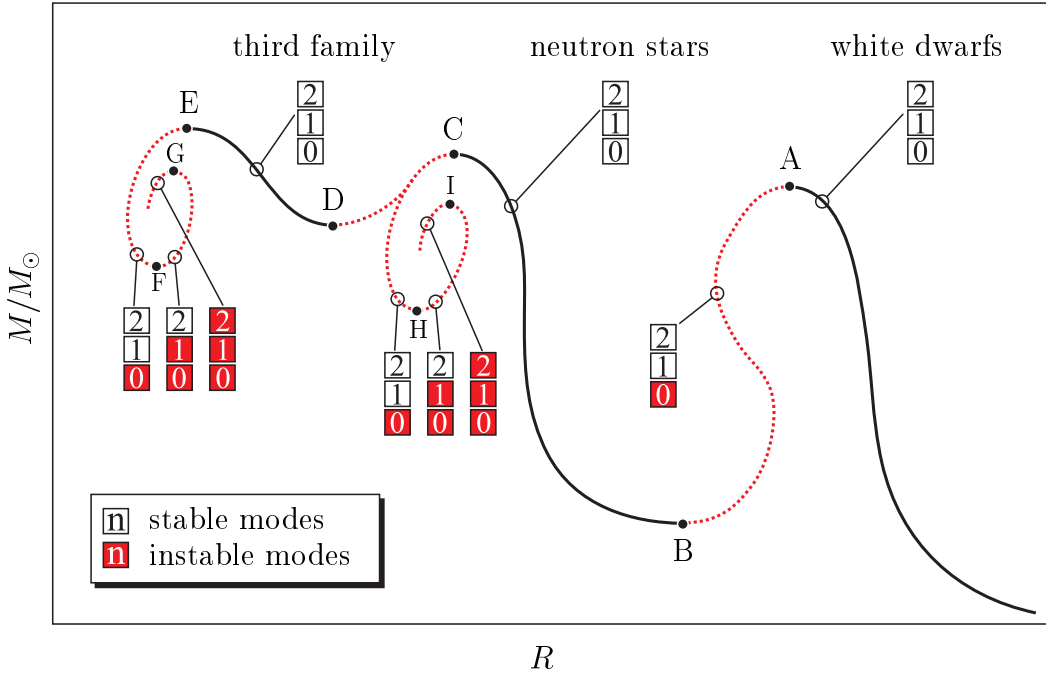 third family
neutron stars
white dwarfs
2
1
0
2
1
0
2
1
0
E
C
A
G
I
D
F
H
B
2 2 2
1 1 1
0 0 0
2 2 2
1 1 1
0 0 0
2
1
0
M/M⊙
n stable modes
n instable modes
R